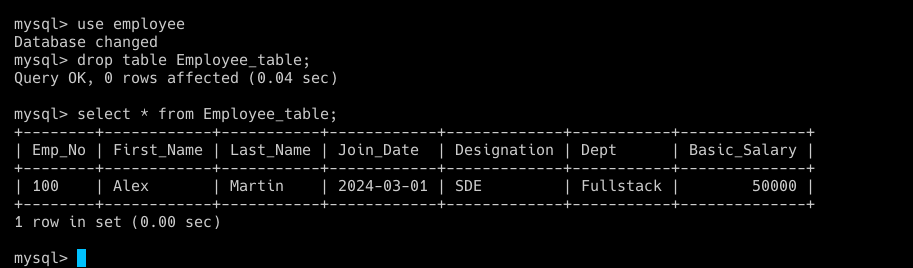 mysql> use employee
Database changed
mysql> drop table Employee_table;
Query OK, 0 rows affected (0.04 sec)

mysql> select * from Employee_table;
+--------+------------+-----------+------------+-------------+-----------+--------------+
| Emp_No | First_Name | Last_Name | Join_Date  | Designation | Dept      | Basic_Salary |
+--------+------------+-----------+------------+-------------+-----------+--------------+
| 100    | Alex       | Martin    | 2024-03-01 | SDE         | Fullstack |        50000 |
+--------+------------+-----------+------------+-------------+-----------+--------------+
1 row in set (0.00 sec)

mysql>